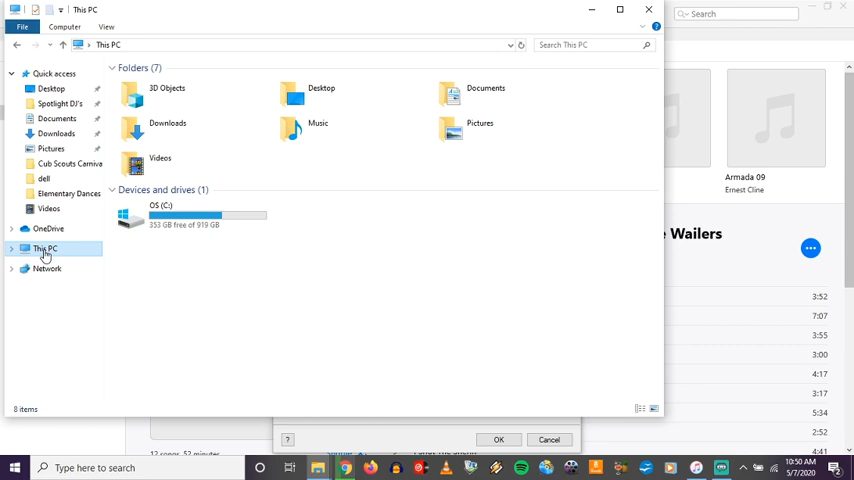 This PC
File Computer View
This PC
Search This PC
Search
Quick access
Desktop
Spotlight DJ's
Documents
Downloads
Pictures
Cub Scouts Carniva
dell
Elementary Dances
Videos
OneDrive
This PC
Network
Folders (7)
3D Objects
Desktop
Documents
Downloads
Music
Pictures
Videos
Devices and drives (1)
OS (C:)
353 GB free of 919 GB
8 items
Armada 09
Ernest Cline
e Wailers
3:52
7:07
3:55
3:00
4:17
3:17
5:34
2:52
4:41
?
OK
Cancel
12 songs, 52 minutes
Type here to search
10:50 AM
5/7/2020
2